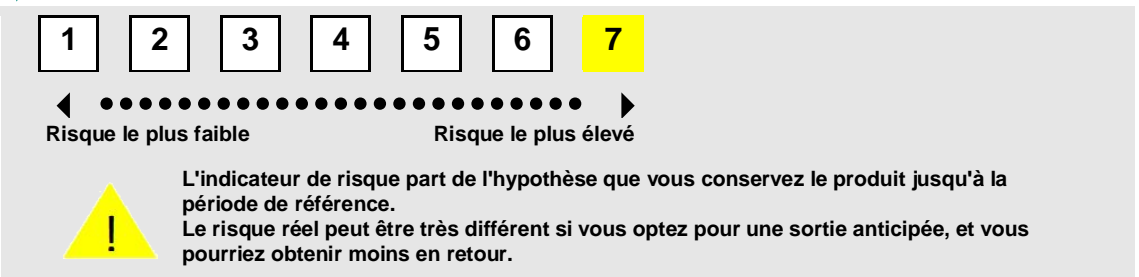 1 2 3 4 5 6 7
Risque le plus faible Risque le plus élevé
L'indicateur de risque part de l'hypothèse que vous conservez le produit jusqu'à la
période de référence.
Le risque réel peut être très différent si vous optez pour une sortie anticipée, et vous
pourriez obtenir moins en retour.
!